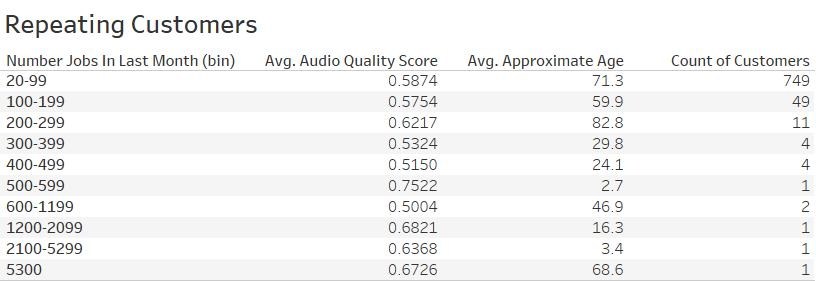 Repeating Customers
Number Jobs In Last Month (bin) Avg. Audio Quality Score Avg. Approximate Age Count of Customers
20-99 0.5874 71.3 749
100-199 0.5754 59.9 49
200-299 0.6217 82.8 11
300-399 0.5324 29.8 4
400-499 0.5150 24.1 4
500-599 0.7522 2.7 1
600-1199 0.5004 46.9 2
1200-2099 0.6821 16.3 1
2100-5299 0.6368 3.4 1
5300 0.6726 68.6 1